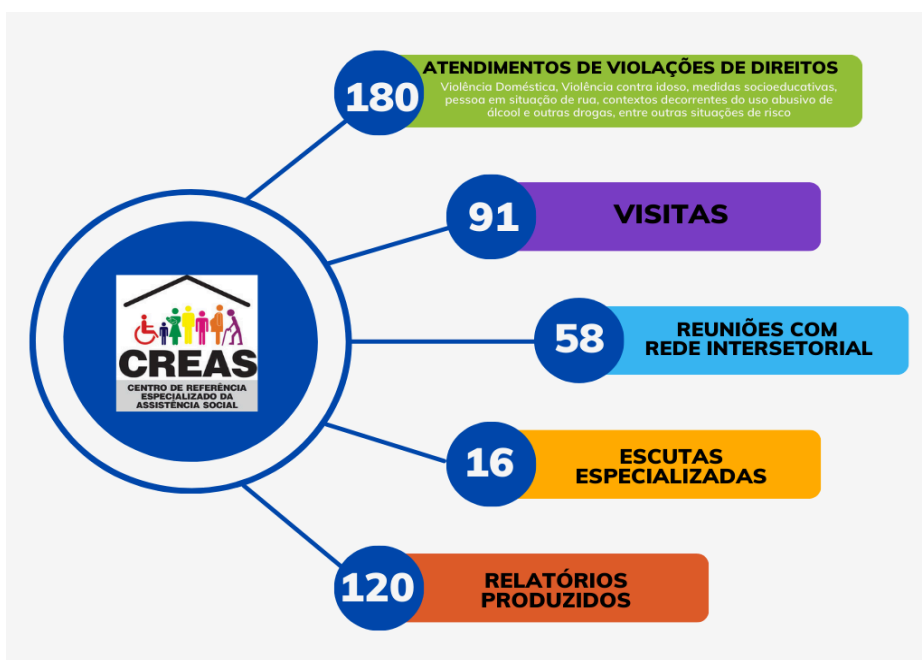 180
ATENDIMENTOS DE VIOLAÇÕES DE DIREITOS
Violência Doméstica, Violência contra idoso, medidas socioeducativas,
pessoa em situação de rua, contextos decorrentes do uso abusivo de
álcool e outras drogas, entre outras situações de risco
91
VISITAS
58
REUNIÕES COM
REDE INTERSETORIAL
CREAS
CENTRO DE REFERÊNCIA
ESPECIALIZADO DA
ASSISTÊNCIA SOCIAL
16
ESCUTAS
ESPECIALIZADAS
120
RELATÓRIOS
PRODUZIDOS